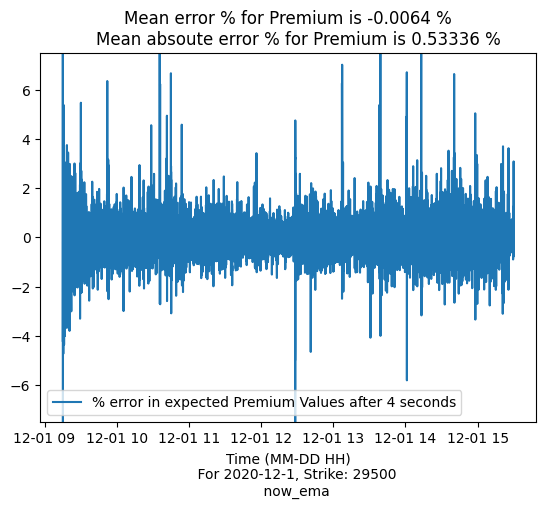 Mean error % for Premium is -0.0064 %
Mean absoute error % for Premium is 0.53336 %
6
4
2
0
−2
−4
−6
% error in expected Premium Values after 4 seconds
12-01 09 12-01 10 12-01 11 12-01 12 12-01 13 12-01 14 12-01 15
Time (MM-DD HH)
For 2020-12-1, Strike: 29500
now_ema